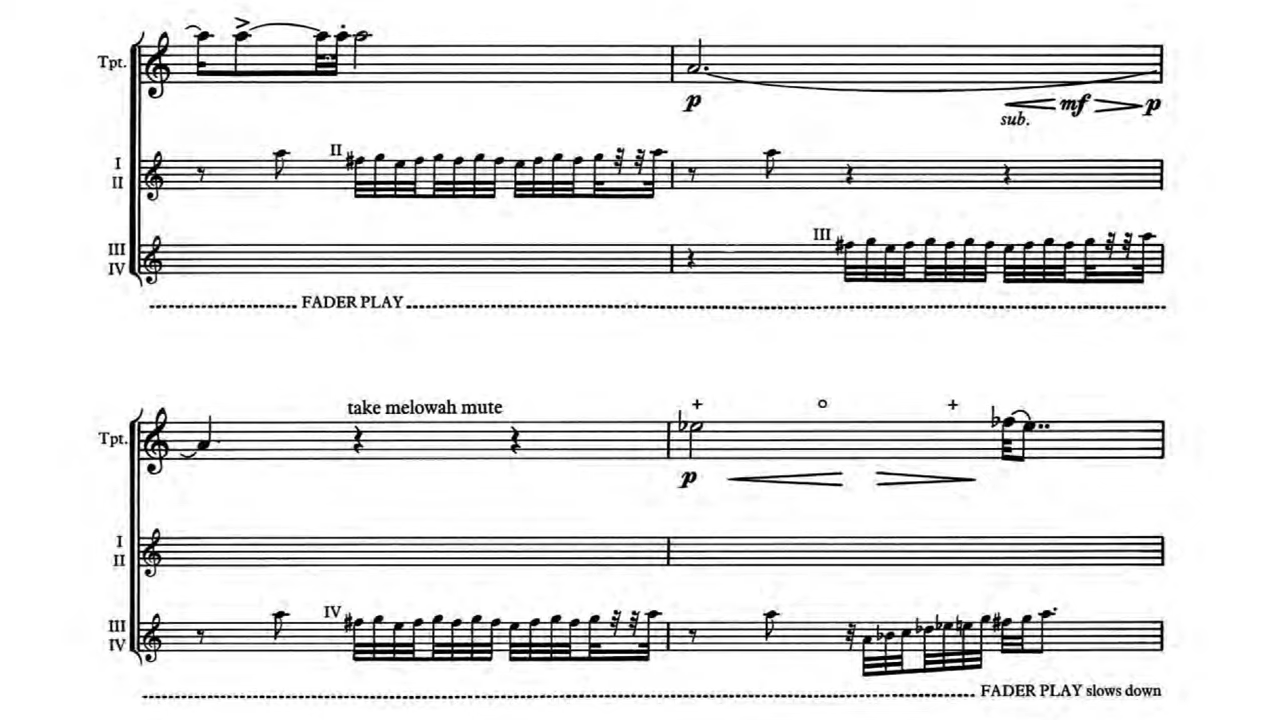 Tpt.
p
sub.
mf
p
I
II
II
III
IV
III
FADER PLAY
take melowah mute
Tpt.
p
I
II
III
IV
IV
FADER PLAY slows down